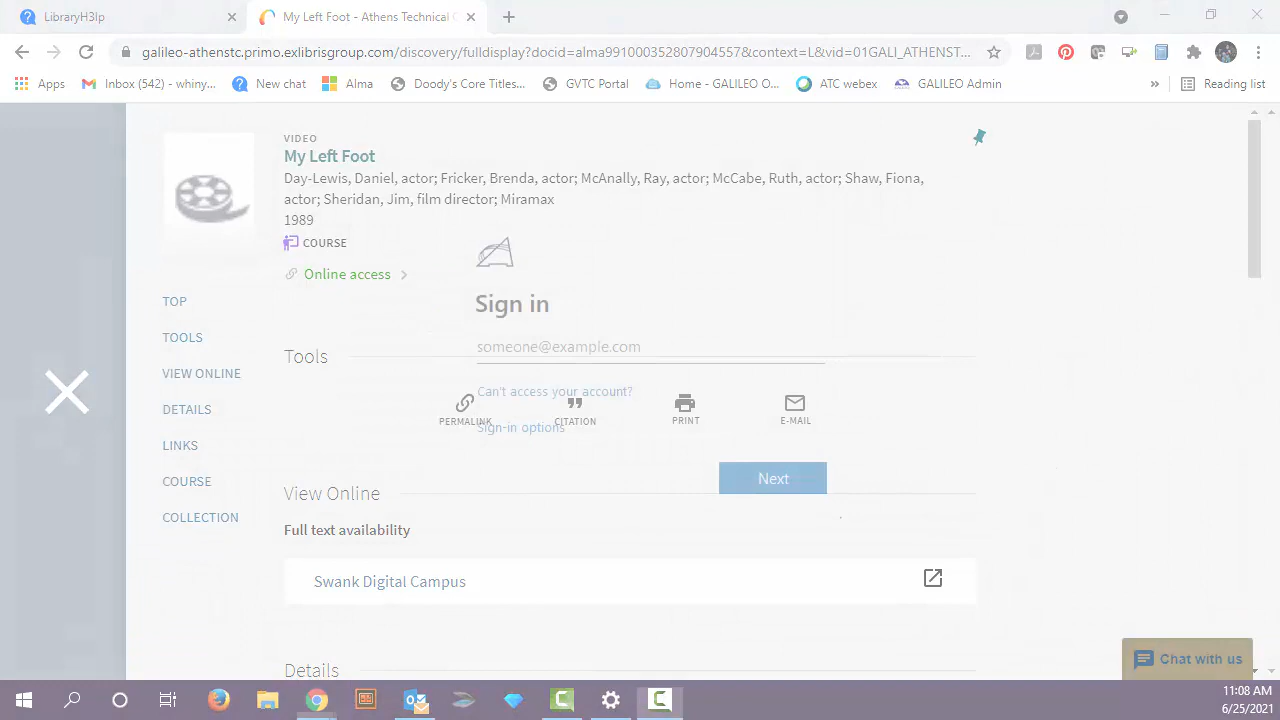 LibraryH3lp
My Left Foot - Athens Technical C
galileo-athenstc.primo.exlibrisgroup.com/discovery/fulldisplay?docid=alma991000352807904557&context=L&vid=01GALI_ATHENST...
Apps
Inbox (542) - whiny...
New chat
Alma
Doody's Core Titles...
GVTC Portal
Home - GALILEO O...
ATC webex
GALILEO Admin
»
Reading list
VIDEO
My Left Foot
Day-Lewis, Daniel, actor; Fricker, Brenda, actor; McAnally, Ray, actor; McCabe, Ruth, actor; Shaw, Fiona,
actor; Sheridan, Jim, film director; Miramax
1989
COURSE
Online access
TOP
TOOLS
VIEW ONLINE
DETAILS
LINKS
COURSE
COLLECTION
Sign in
someone@example.com
Tools
Can't access your account?
PERMALINK
CITATION
PRINT
E-MAIL
Sign-in options
Next
View Online
Full text availability
Swank Digital Campus
Details
Chat with us
11:08 AM
6/25/2021